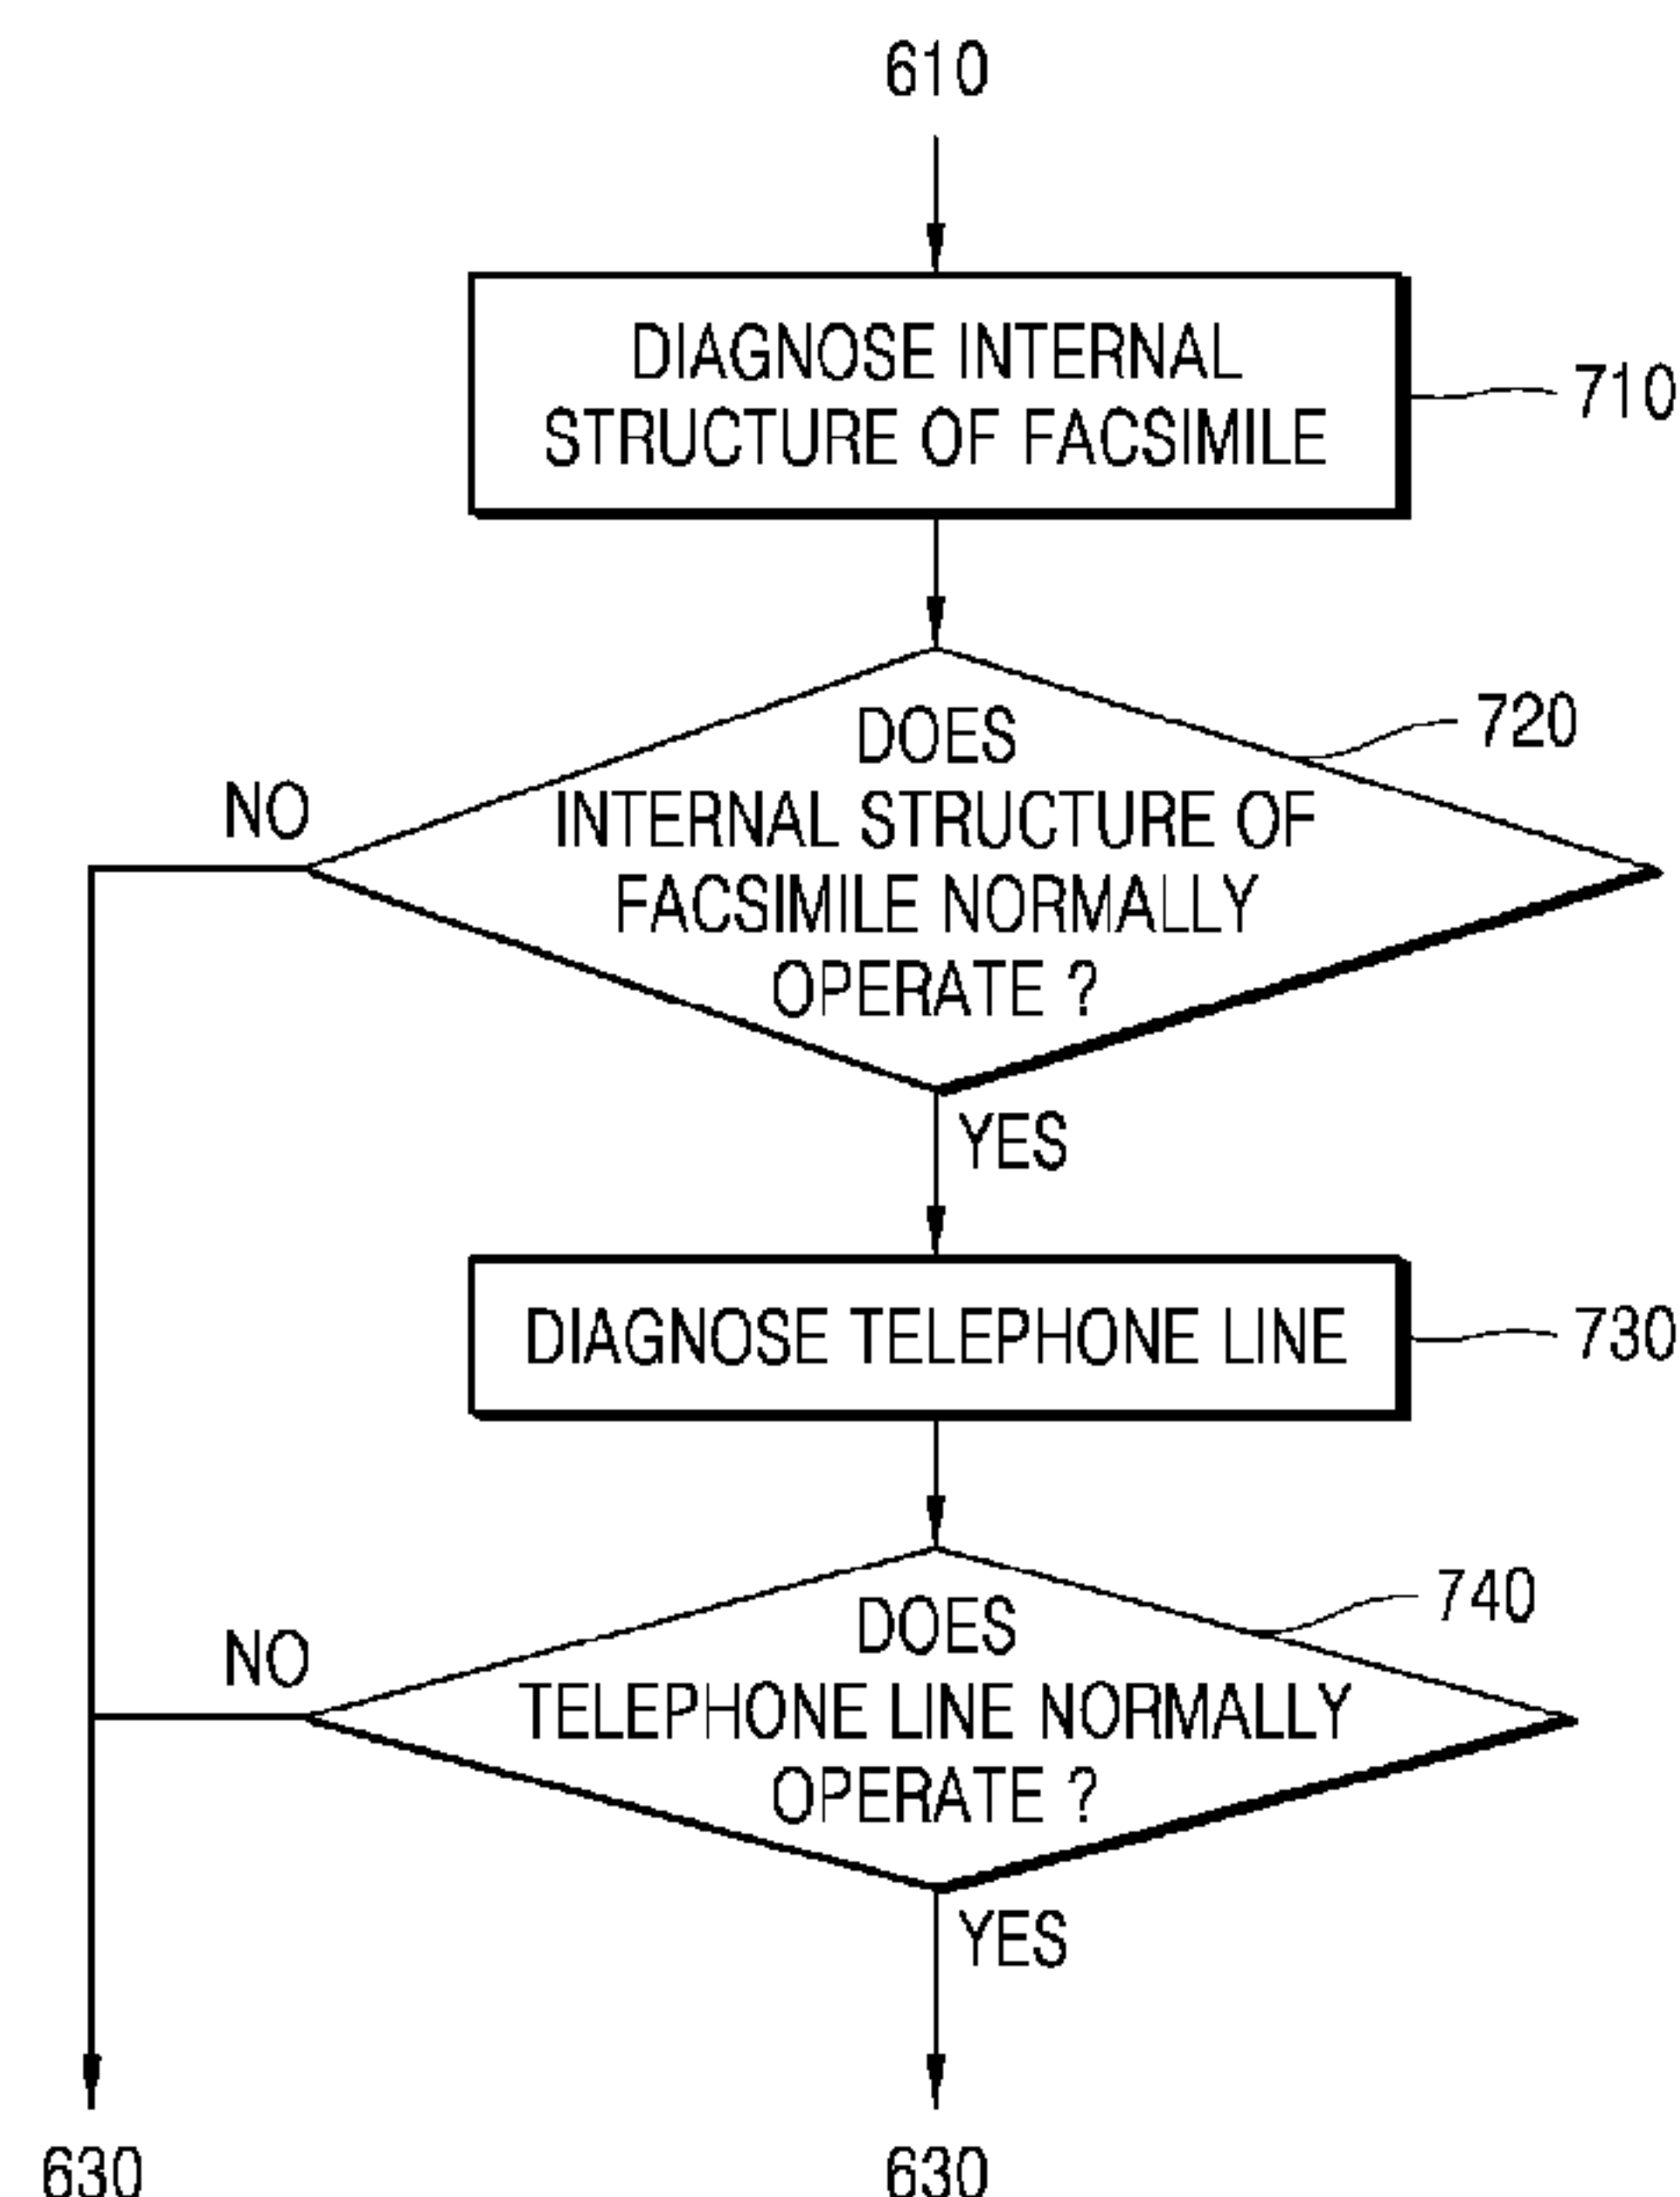 610
DIAGNOSE INTERNAL
STRUCTURE OF FACSIMILE
710
DOES
INTERNAL STRUCTURE OF
FACSIMILE NORMALLY
OPERATE ?
720
NO
YES
DIAGNOSE TELEPHONE LINE
730
DOES
TELEPHONE LINE NORMALLY
OPERATE ?
740
NO
YES
630
630